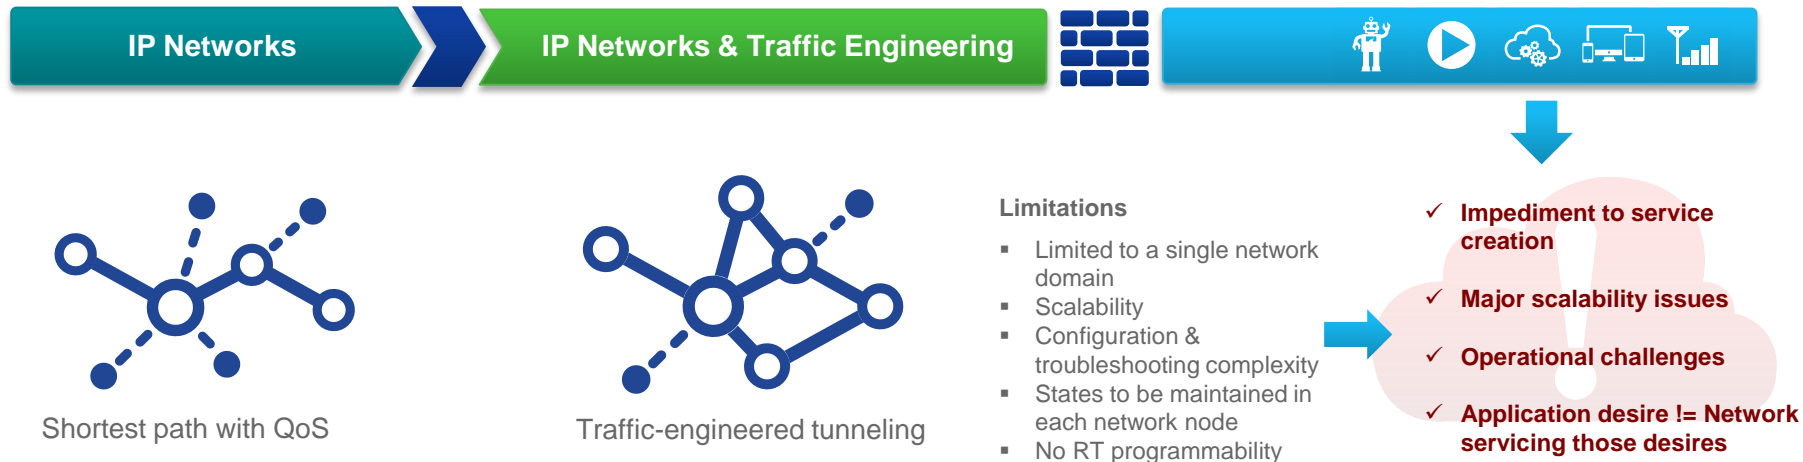 IP Networks
IP Networks & Traffic Engineering
Shortest path with QoS
Traffic-engineered tunneling
Limitations
▪ Limited to a single network
domain
▪ Scalability
▪ Configuration &
troubleshooting complexity
▪ States to be maintained in
each network node
▪ No RT programmability
✓ Impediment to service
creation
✓ Major scalability issues
✓ Operational challenges
✓ Application desire != Network
servicing those desires